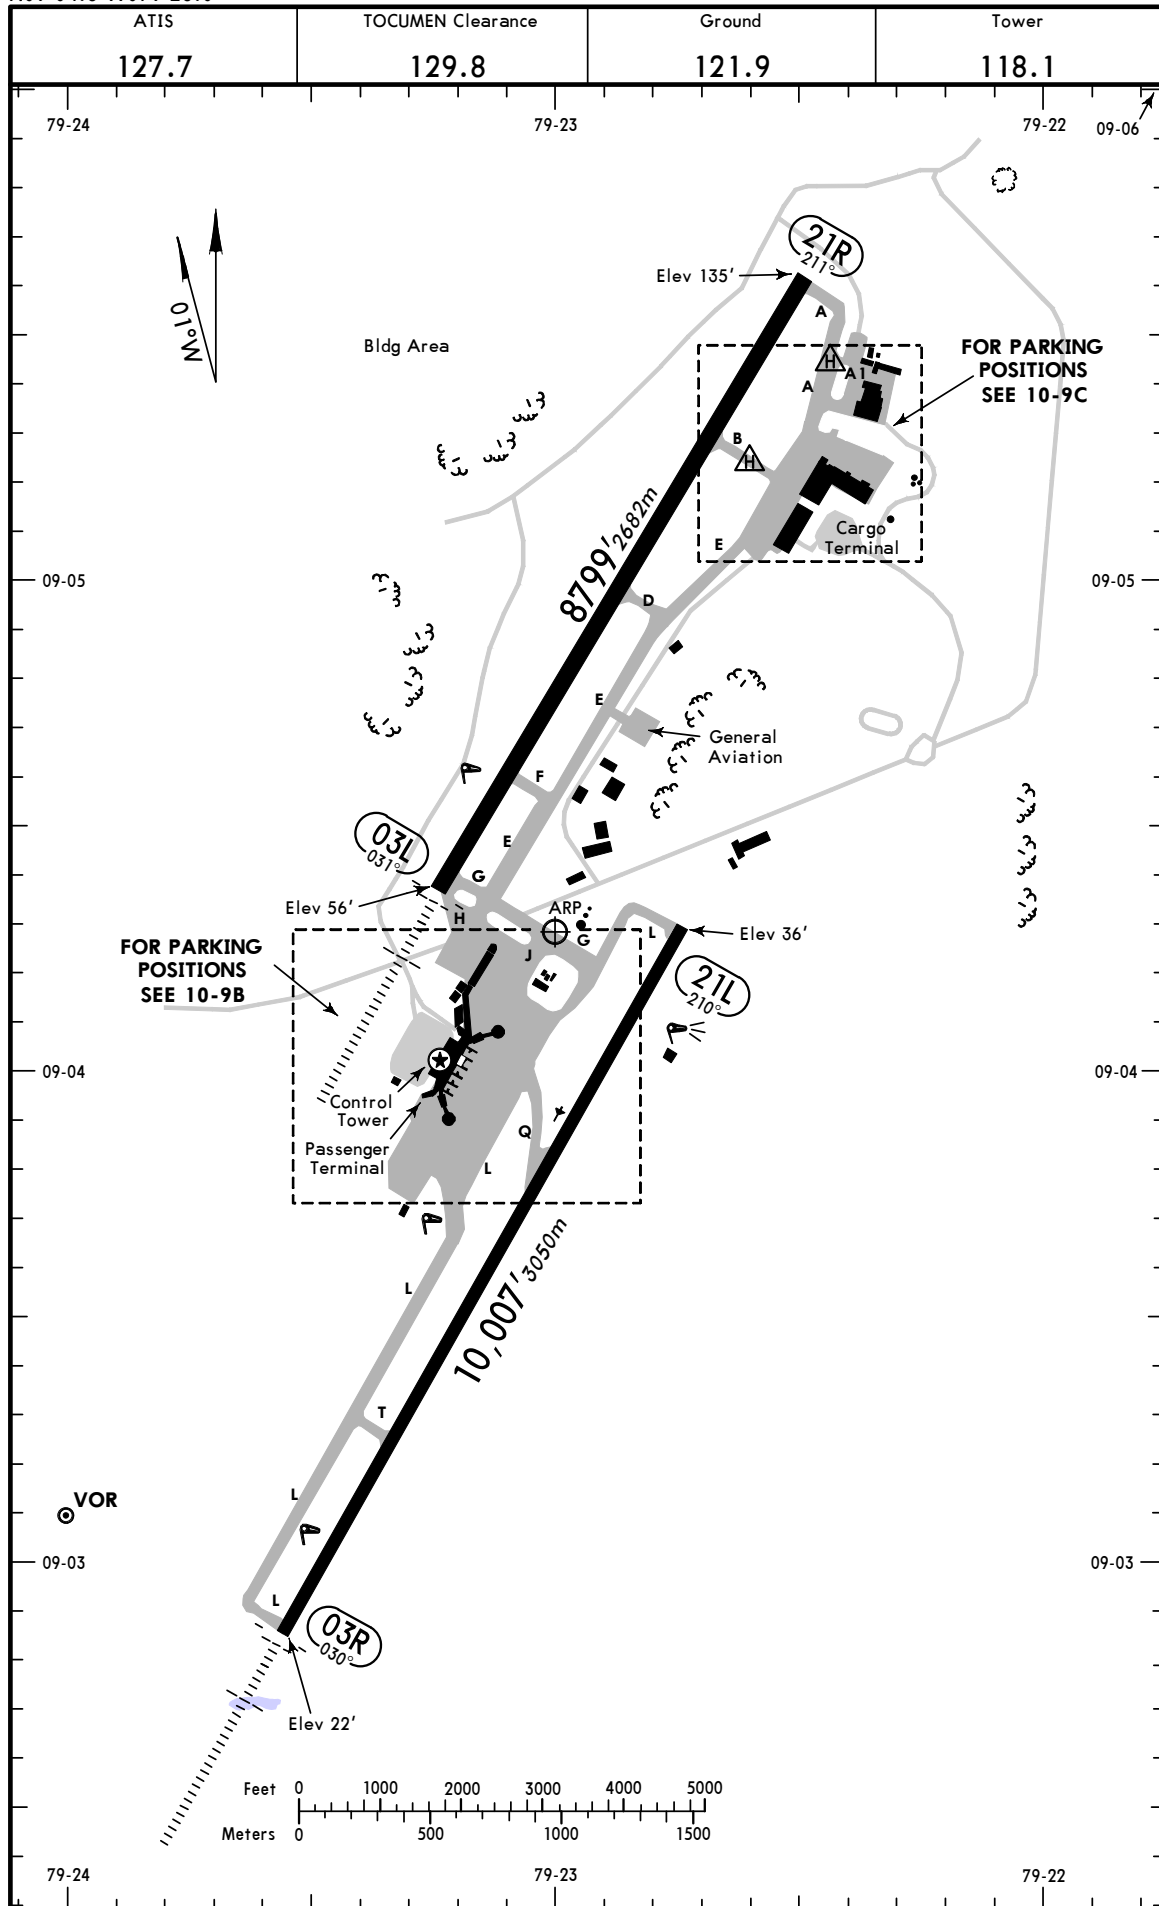 ATIS
127.7
TOCUMEN Clearance
129.8
Ground
121.9
Tower
118.1
79-24
79-23
79-22
09-06
01°W
21R
211°
Elev 135'
A
Bldg Area
FOR PARKING
POSITIONS
SEE 10-9C
H
A1
A
B
H
8799' 2682m
Cargo
Terminal
E
09-05
09-05
D
E
General
Aviation
F
03L
031°
E
G
Elev 56'
H
ARP
G
J
L
Elev 36'
FOR PARKING
POSITIONS
SEE 10-9B
21L
210°
09-04
09-04
Control
Tower
Passenger
Terminal
Q
L
10,007' 3050m
L
T
L
VOR
09-03
09-03
L
03R
030°
Elev 22'
Feet 0 1000 2000 3000 4000 5000
Meters 0 500 1000 1500
79-24
79-23
79-22